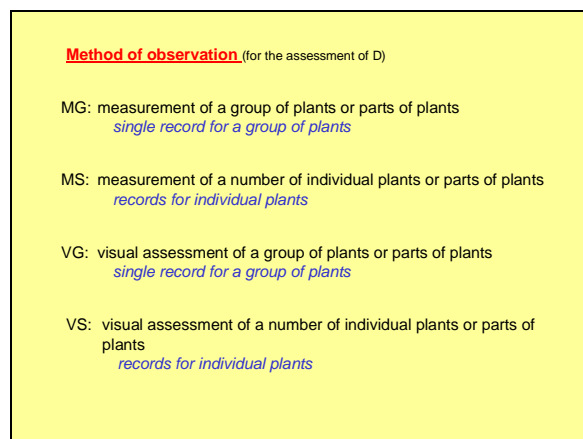 Method of observation (for the assessment of D)
MG: measurement of a group of plants or parts of plants
single record for a group of plants
MS: measurement of a number of individual plants or parts of plants
records for individual plants
VG: visual assessment of a group of plants or parts of plants
single record for a group of plants
VS: visual assessment of a number of individual plants or parts of
plants
records for individual plants